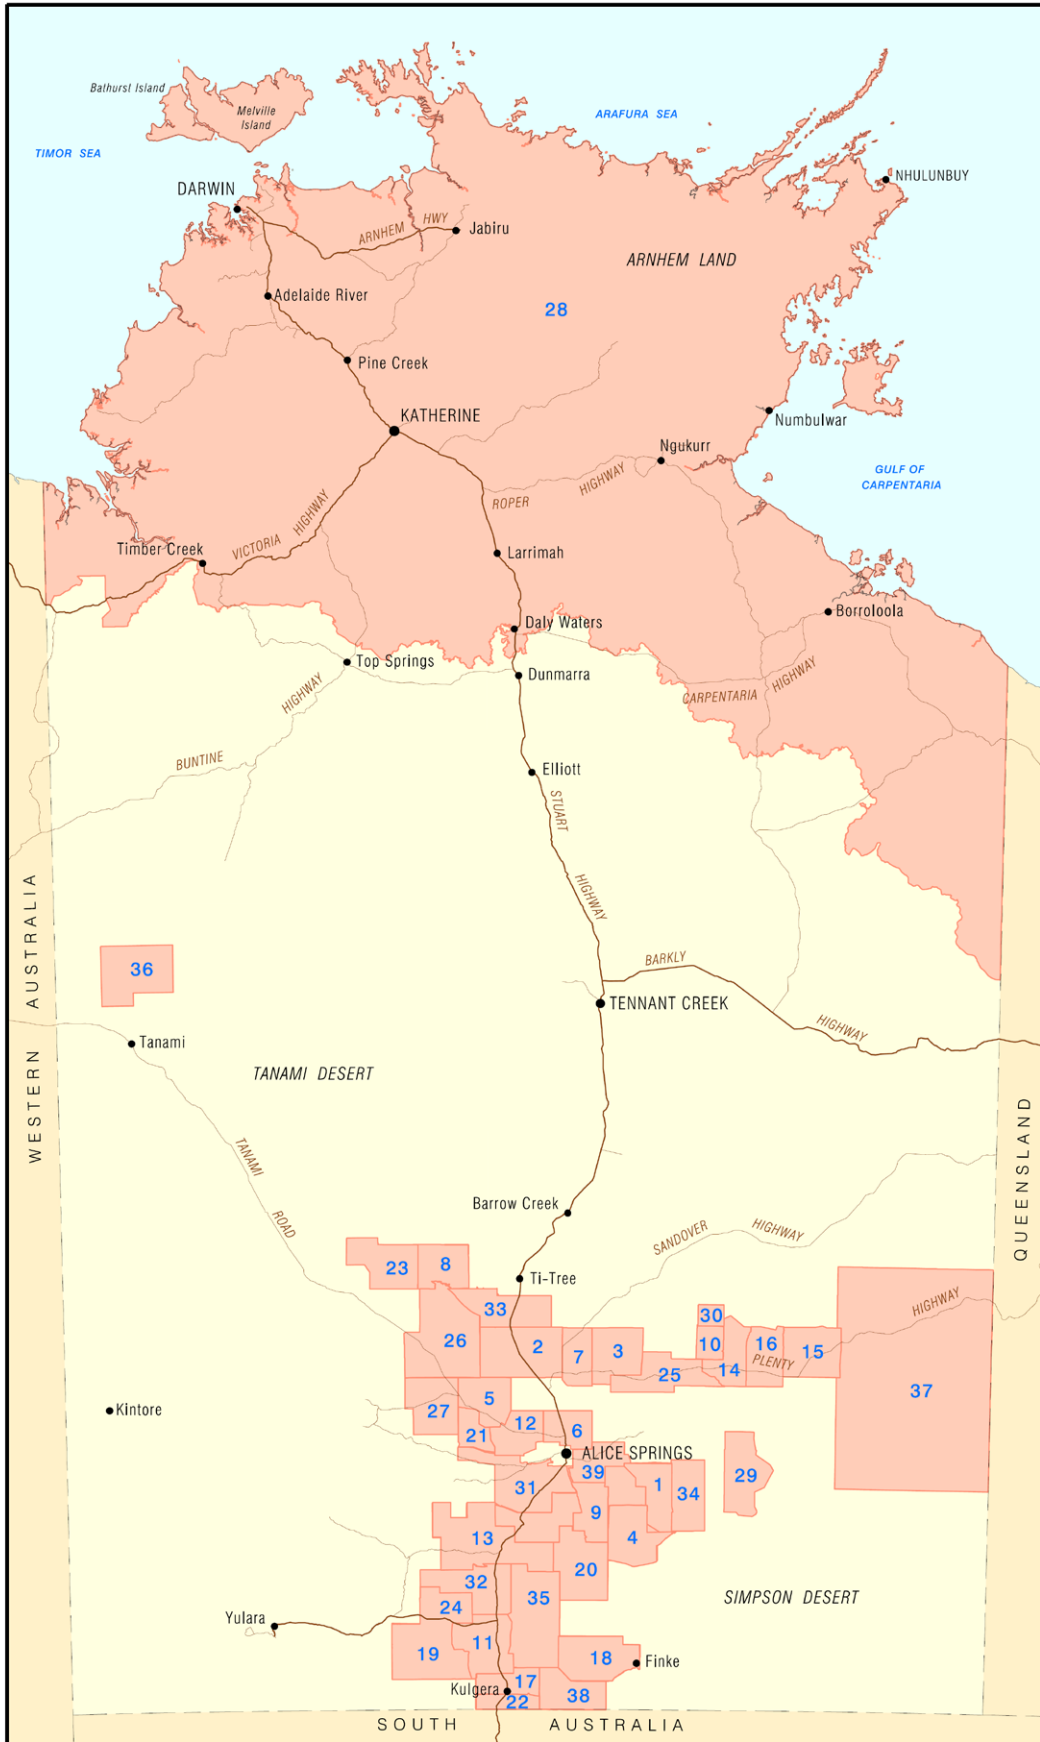 Bathurst Island
Melville
Island
ARAFURA SEA
TIMOR SEA
DARWIN
NHULUNBUY
ARNHEM HWY
Jabiru
ARNHEM LAND
Adelaide River
28
Pine Creek
KATHERINE
Numbulwar
Ngukurr
GULF OF
CARPENTARIA
ROPER HIGHWAY
VICTORIA HIGHWAY
Timber Creek
Larrimah
Borroloola
Daly Waters
Top Springs
Dunmarra
CARPENTARIA HIGHWAY
BUNTINE HIGHWAY
Elliott
STUART HIGHWAY
WESTERN AUSTRALIA
36
BARKLY HIGHWAY
TENNANT CREEK
Tanami
TANAMI DESERT
TANAMI ROAD
QUEENSLAND
Barrow Creek
SANDOVER HIGHWAY
23
8
Ti-Tree
33
30
PLENTY HIGHWAY
26
2
7
3
10
16
15
25
14
37
5
Kintore
27
21
12
6
ALICE SPRINGS
39
31
1
34
29
9
13
4
20
32
35
SIMPSON DESERT
24
Yulara
11
19
18
Finke
17
Kulgera
22
38
SOUTH AUSTRALIA